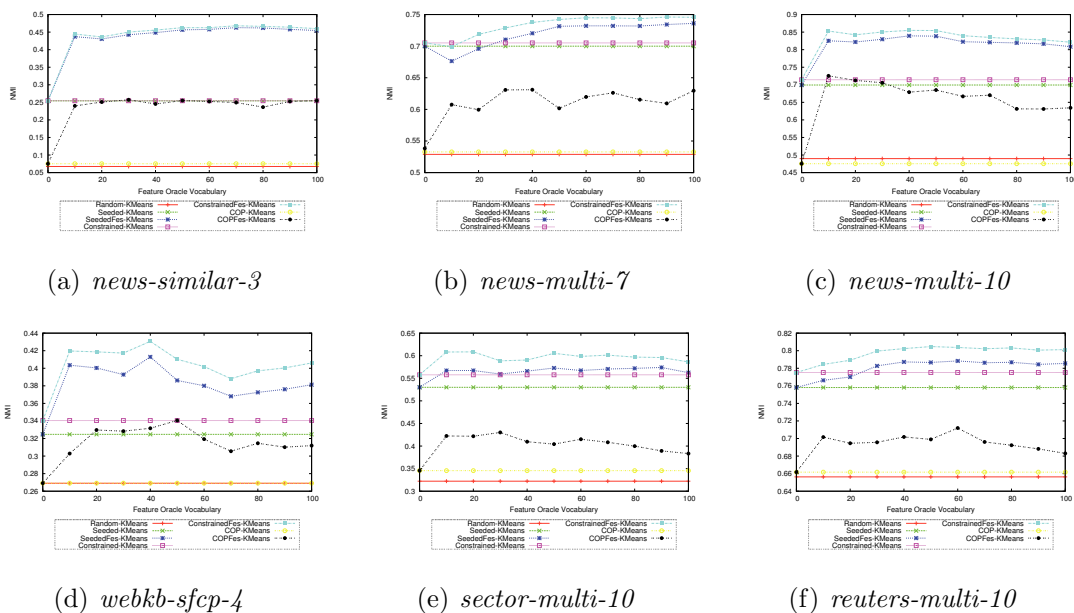 0.5
0.45
0.4
0.35
0.3
0.25
0.2
0.15
0.1
0.05
NMI
0 20 40 60 80 100
Feature Oracle Vocabulary
Random-KMeans ConstrainedFes-KMeans
Seeded-KMeans COP-KMeans
SeededFes-KMeans COPFes-KMeans
Constrained-KMeans
(a) news-similar-3
0.75
0.7
0.65
0.6
0.55
0.5
NMI
0 20 40 60 80 100
Feature Oracle Vocabulary
Random-KMeans ConstrainedFes-KMeans
Seeded-KMeans COP-KMeans
SeededFes-KMeans COPFes-KMeans
Constrained-KMeans
(b) news-multi-7
0.9
0.85
0.8
0.75
0.7
0.65
0.6
0.55
0.5
0.45
NMI
0 20 40 60 80 100
Feature Oracle Vocabulary
Random-KMeans ConstrainedFes-KMeans
Seeded-KMeans COP-KMeans
SeededFes-KMeans COPFes-KMeans
Constrained-KMeans
(c) news-multi-10
0.44
0.42
0.4
0.38
0.36
0.34
0.32
0.3
0.28
0.26
NMI
0 20 40 60 80 100
Feature Oracle Vocabulary
Random-KMeans ConstrainedFes-KMeans
Seeded-KMeans COP-KMeans
SeededFes-KMeans COPFes-KMeans
Constrained-KMeans
(d) webkb-sfcp-4
0.65
0.6
0.55
0.5
0.45
0.4
0.35
0.3
NMI
0 20 40 60 80 100
Feature Oracle Vocabulary
Random-KMeans ConstrainedFes-KMeans
Seeded-KMeans COP-KMeans
SeededFes-KMeans COPFes-KMeans
Constrained-KMeans
(e) sector-multi-10
0.82
0.8
0.78
0.76
0.74
0.72
0.7
0.68
0.66
0.64
NMI
0 20 40 60 80 100
Feature Oracle Vocabulary
Random-KMeans ConstrainedFes-KMeans
Seeded-KMeans COP-KMeans
SeededFes-KMeans COPFes-KMeans
Constrained-KMeans
(f) reuters-multi-10